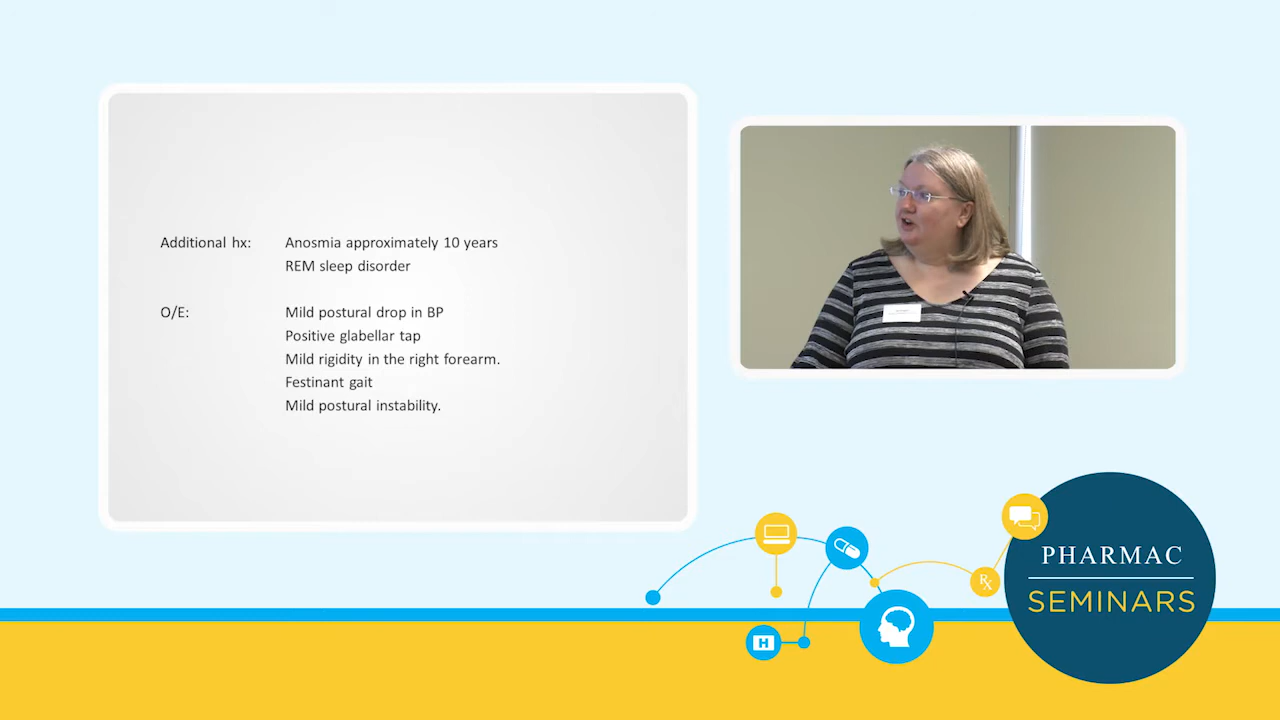 Additional hx: Anosmia approximately 10 years
REM sleep disorder
O/E: Mild postural drop in BP
Positive glabellar tap
Mild rigidity in the right forearm.
Festinant gait
Mild postural instability.
PHARMAC
SEMINARS
Rx
H